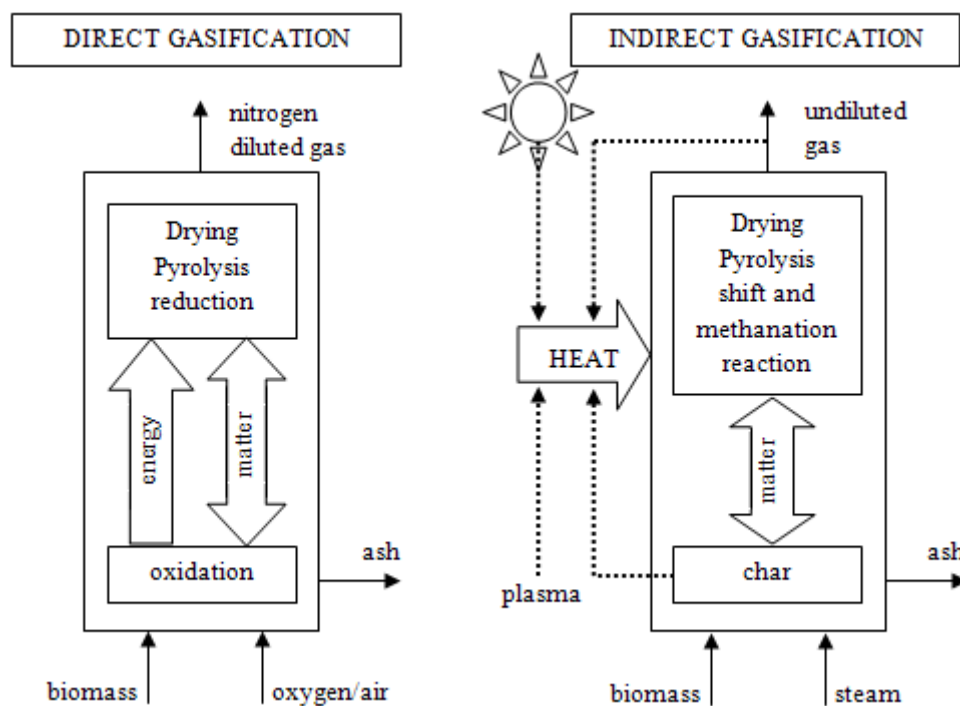 DIRECT GASIFICATION
nitrogen
diluted gas
Drying
Pyrolysis
reduction
energy
matter
oxidation
ash
biomass
oxygen/air
INDIRECT GASIFICATION
undiluted
gas
Drying
Pyrolysis
shift and
methanation
reaction
HEAT
matter
char
ash
plasma
biomass
steam